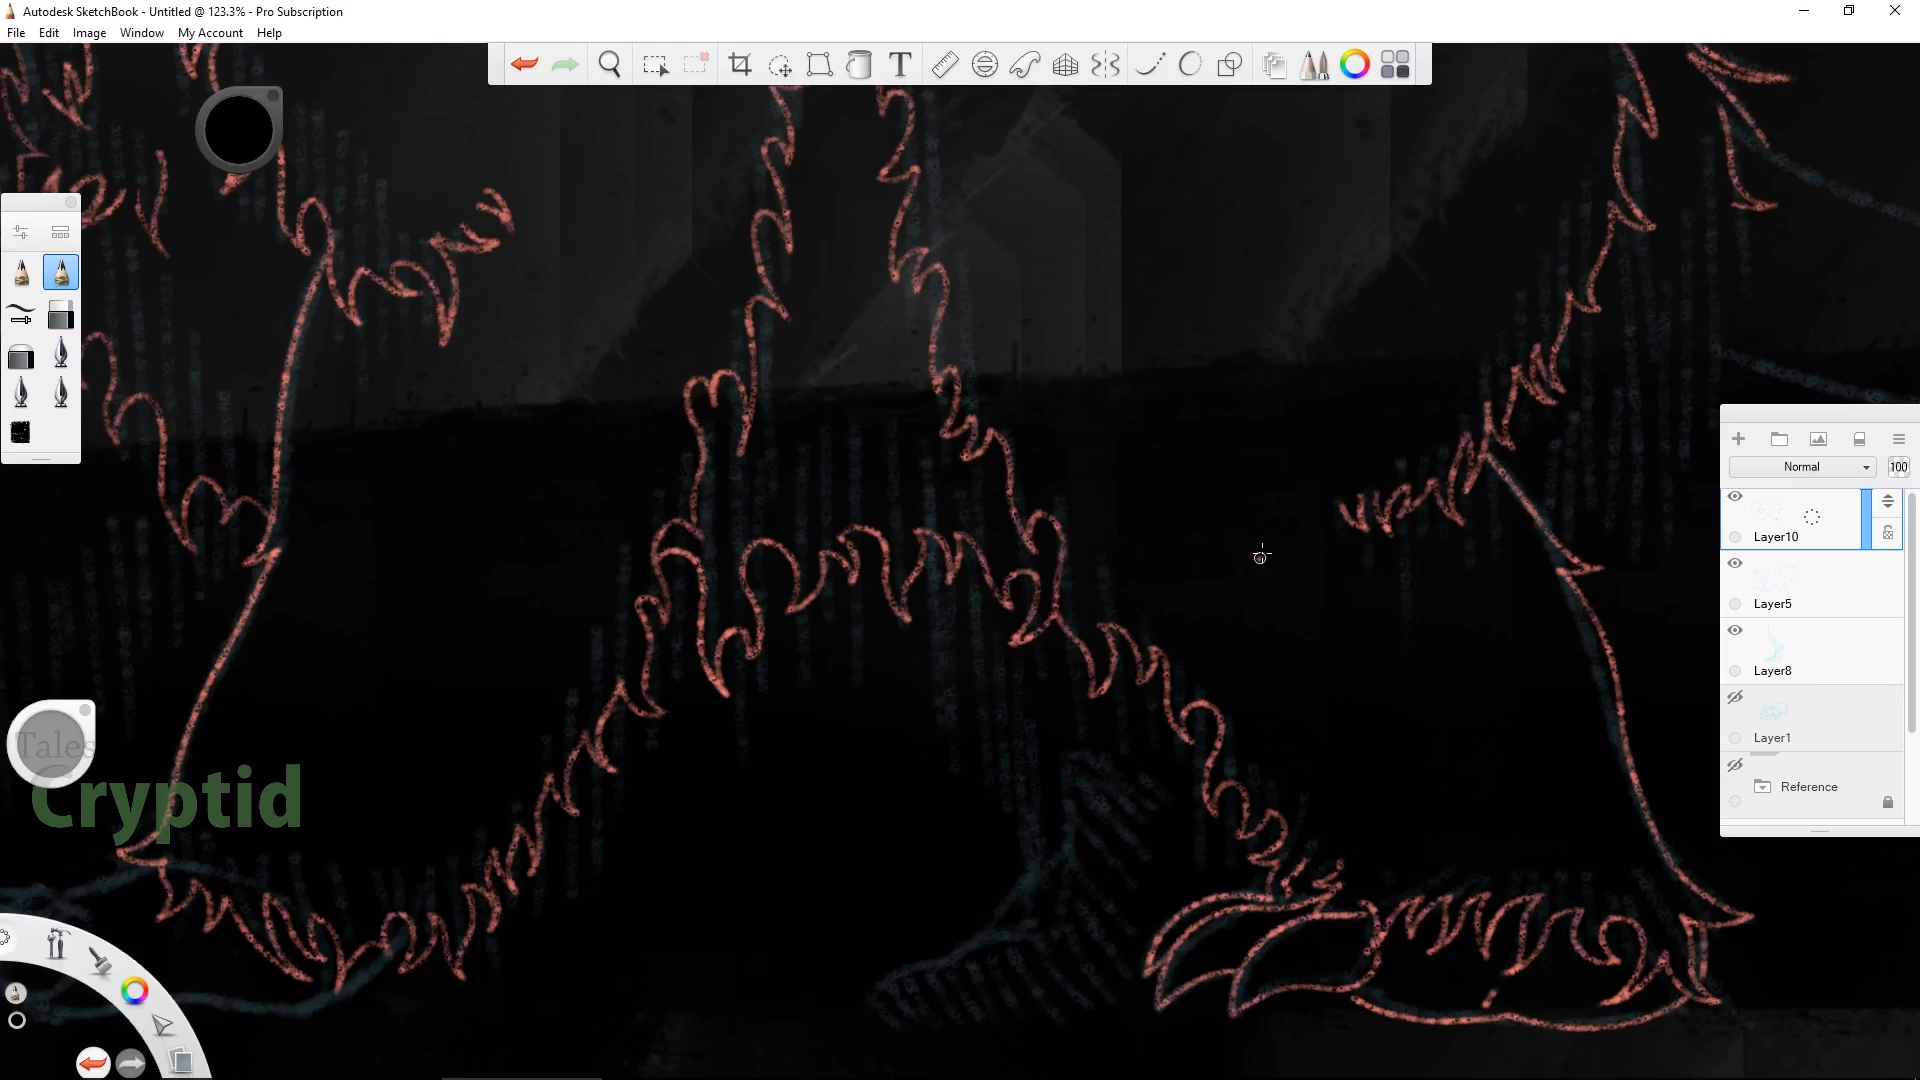 Autodesk SketchBook - Untitled @ 123.3% - Pro Subscription
File Edit Image Window My Account Help
T
Normal 100
Layer10
Layer5
Layer8
Layer1
Reference
Tales
Cryptid